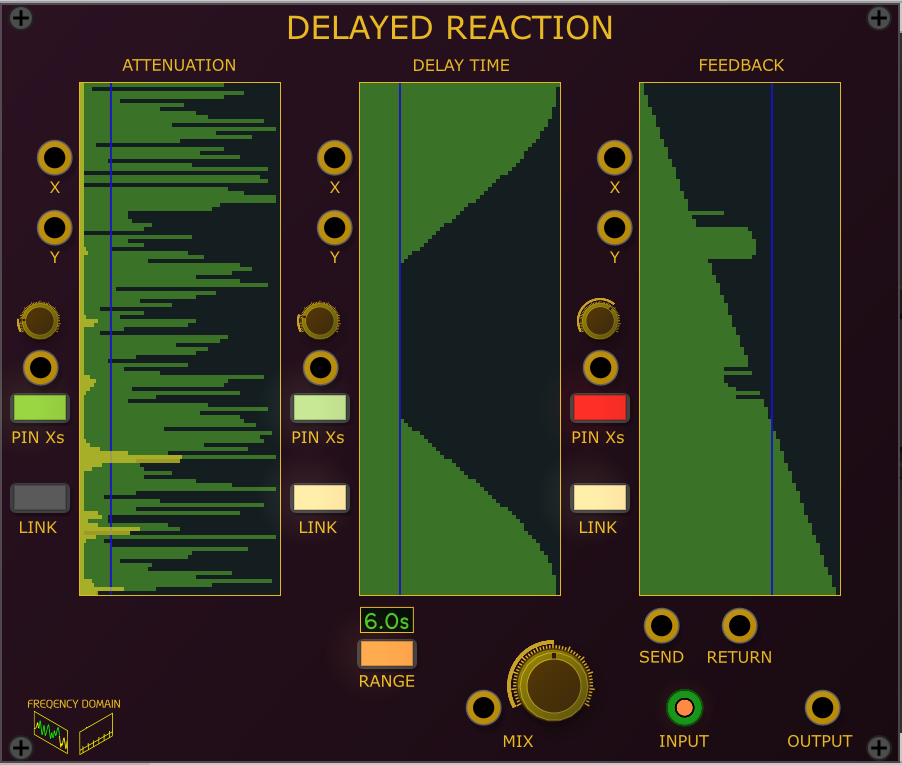 DELAYED REACTION
ATTENUATION
DELAY TIME
FEEDBACK
X
X
X
Y
Y
Y
PIN Xs
PIN Xs
PIN Xs
LINK
LINK
LINK
6.0s
RANGE
SEND
RETURN
FREQENCY DOMAIN
MIX
INPUT
OUTPUT